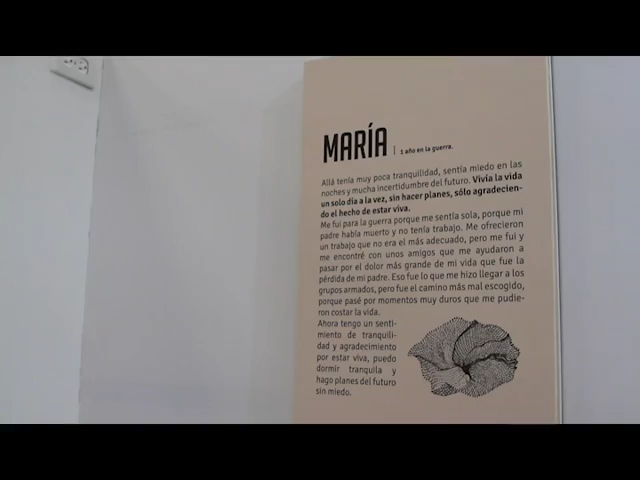 MARÍA | 1 año en la guerra.
Allá tenía muy poca tranquilidad, sentía miedo en las
noches y mucha incertidumbre del futuro. Vivía la vida
un solo día a la vez, sin hacer planes, sólo agradecien-
do el hecho de estar viva.
Me fui para la guerra porque me sentía sola, porque mi
padre había muerto y no tenía trabajo. Me ofrecieron
un trabajo que no era el más adecuado, pero me fui y
me encontré con unos amigos que me ayudaron a
pasar por el dolor más grande de mi vida que fue la
pérdida de mi padre. Eso fue lo que me hizo llegar a los
grupos armados, pero fue el camino más mal escogido,
porque pasé por momentos muy duros que me pudie-
ron costar la vida.
Ahora tengo un senti-
miento de tranquili-
dad y agradecimiento
por estar viva, puedo
dormir tranquila y
hago planes del futuro
sin miedo.